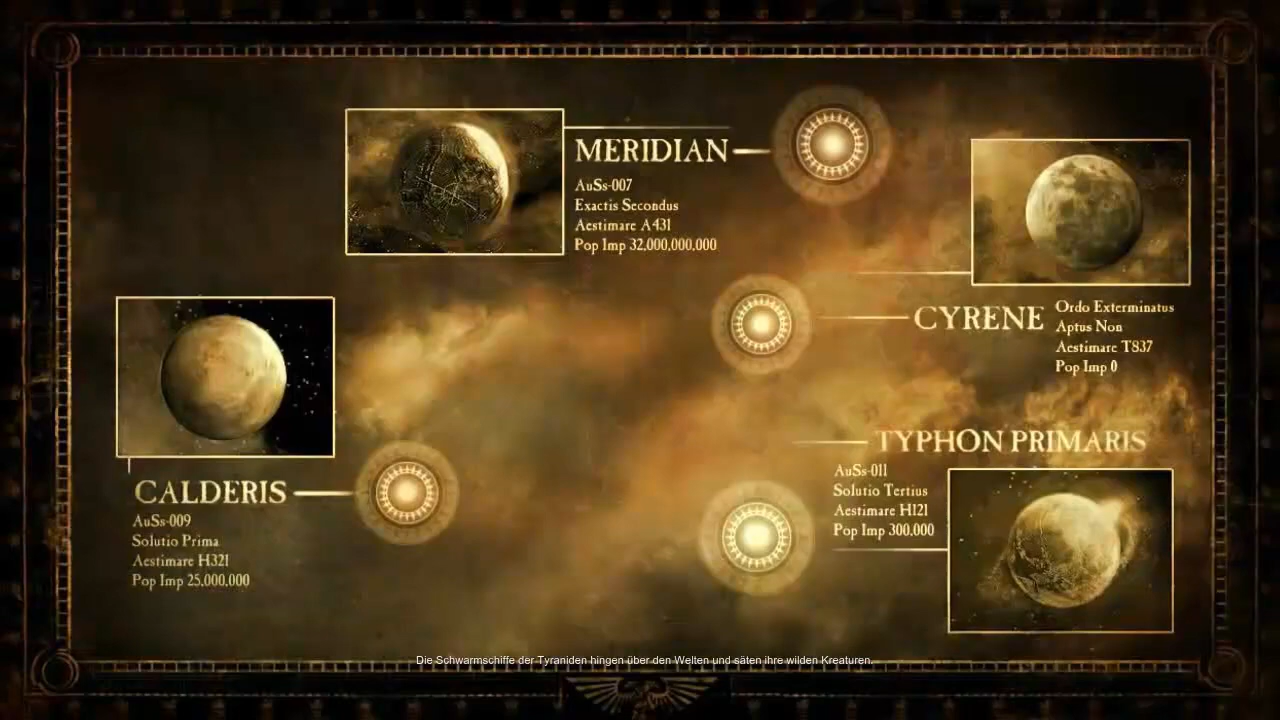 MERIDIAN
AuSs-007
Exactis Secundus
Aestimare A431
Pop Imp 32,000,000,000
CYRENE
Ordo Exterminatus
Aptus Non
Aestimare T837
Pop Imp 0
TYPHON PRIMARIS
AuSs-011
Solutio Tertius
Aestimare H121
Pop Imp 300.000
CALDERIS
AuSs-009
Solutio Prima
Aestimare H321
Pop Imp 25,000,000
Die Schwarmschiffe der Tyraniden hingen über den Welten und säten ihre wilden Kreaturen.